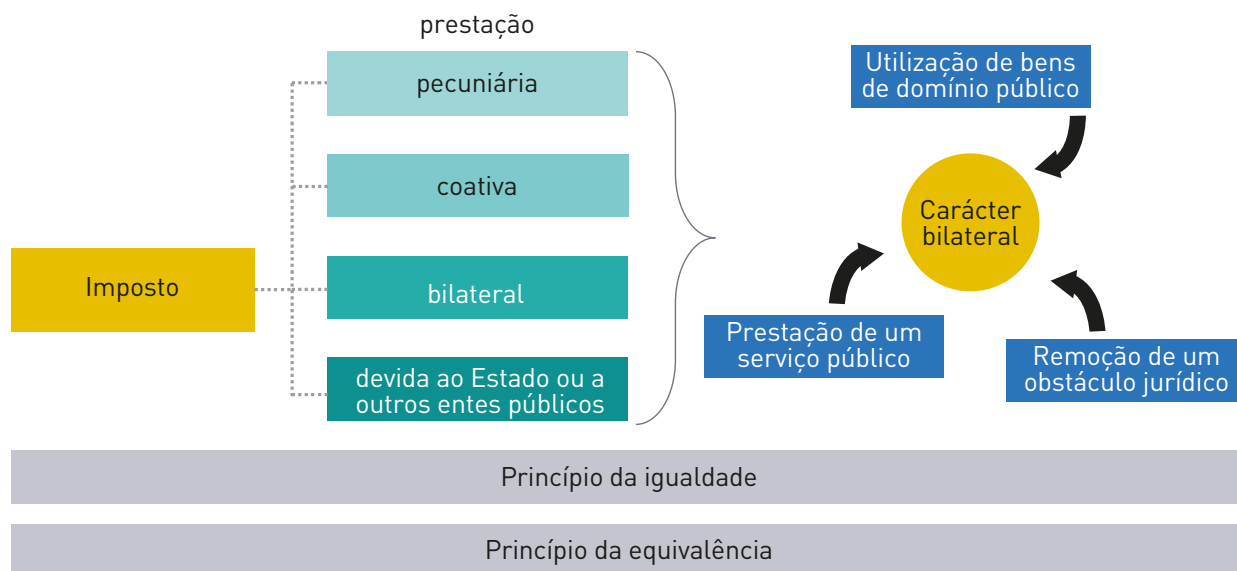 prestação
Imposto
pecuniária
coativa
bilateral
devida ao Estado ou a
outros entes públicos
Utilização de bens
de domínio público
Carácter
bilateral
Prestação de um
serviço público
Remoção de um
obstáculo jurídico
Princípio da igualdade
Princípio da equivalência